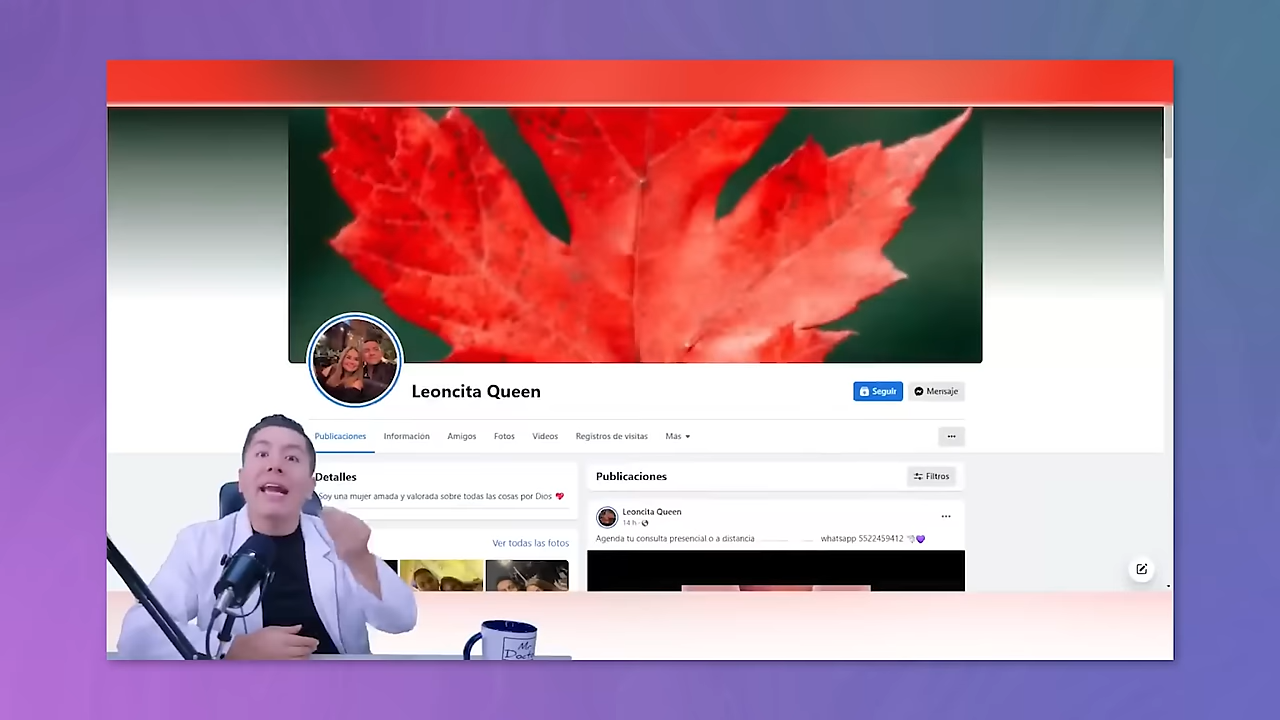 Leoncita Queen
Seguir
Mensaje
Publicaciones
Informacion
Amigos
Fotos
Videos
Registros de visitas
Mas
Detalles
Soy una mujer amada y valorada sobre todas las cosas por Dios
Ver todas las fotos
Publicaciones
Filtros
Leoncita Queen
14 h
Agenda tu consulta presencial o a distancia whatsapp 5522459412
Mr